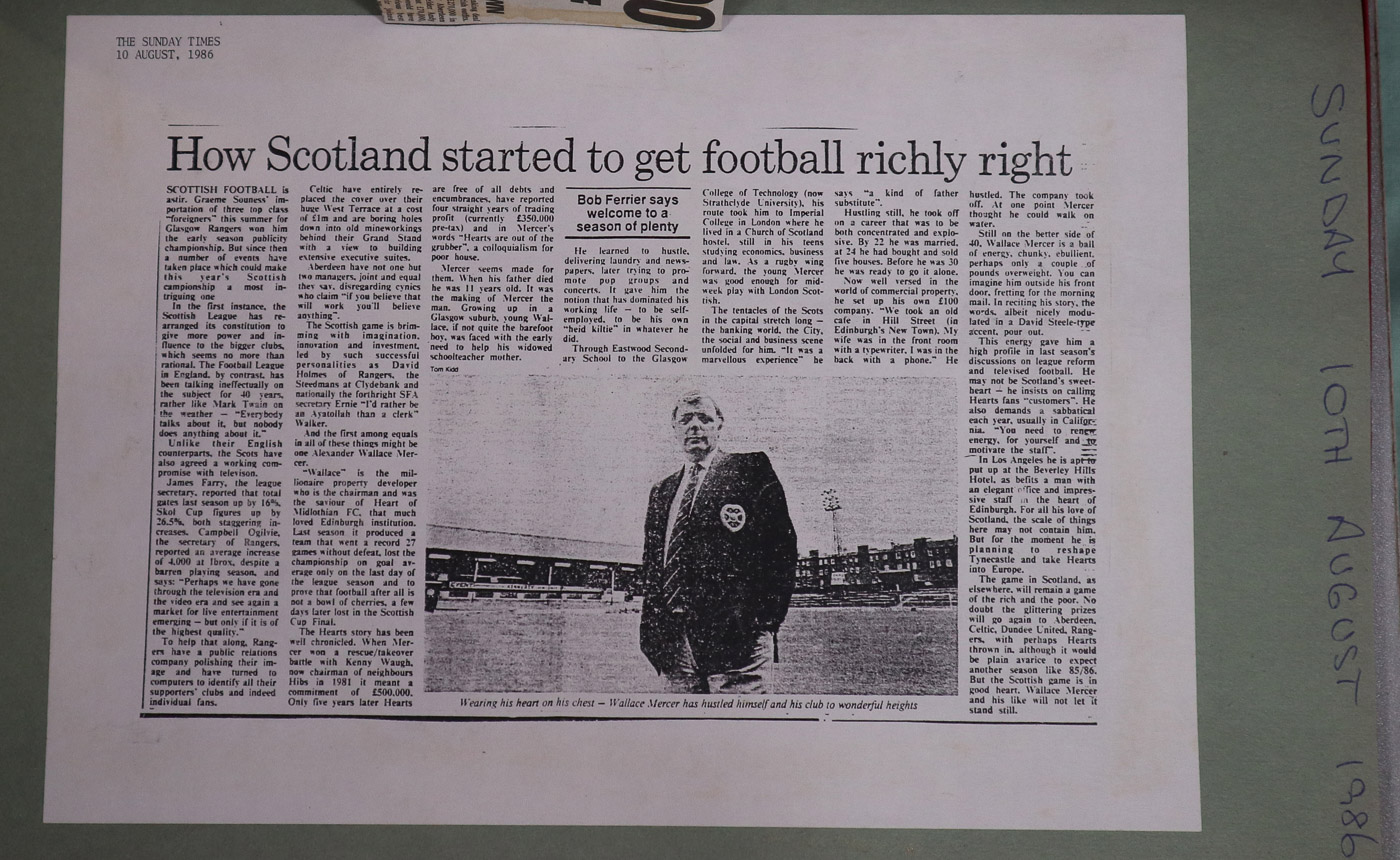 THE SUNDAY TIMES
10 AUGUST, 1986
How Scotland started to get football richly right
SCOTTISH FOOTBALL is
astir. Graeme Souness' im-
portation of three top class
"foreigners" this summer for
Glasgow Rangers won him
the early season publicity
championship. But since then
a number of events have
taken place which could make
this year's Scottish
campionship a most in-
triguing one
In the first instance, the
Scottish League has re-
arranged its constitution to
give more power and in-
fluence to the bigger clubs,
which seems no more than
rational. The Football League
in England, by contrast, has
been talking ineffectually on
the subject for 40 years,
rather like Mark Twain on
the weather — "Everybody
talks about it, but nobody
does anything about it."
Unlike their English
counterparts, the Scots have
also agreed a working com-
promise with televison.
James Farry, the league
secretary, reported that total
gates last season up by 16%,
Skol Cup figures up by
26.5%, both staggering in-
creases. Campbell Ogilvie,
the secretary of Rangers,
reported an average increase
of 4,000 at Ibrox, despite a
barren playing season, and
says: "Perhaps we have gone
through the television era and
the video era and see again a
market for live entertainment
emerging — but only if it is of
the highest quality."
To help that along, Rang-
ers have a public relations
company polishing their im-
age and have turned to
computers to identify all their
supporters' clubs and indeed
individual fans.
Celtic have entirely re-
placed the cover over their
huge West Terrace at a cost
of £1m and are boring holes
down into old mineworkings
behind their Grand Stand
with a view to building
extensive executive suites.
Aberdeen have not one but
two managers, joint and equal
they say, disregarding cynics
who claim "if you believe that
will work you'll believe
anything".
The Scottish game is brim-
ming with imagination,
innovation and investment,
led by such successful
personalities as David
Holmes of Rangers, the
Steedmans at Clydebank and
nationally the forthright SFA
secretary Ernie "I'd rather be
an Ayatollah than a clerk"
Walker.
And the first among equals
in all of these things might be
one Alexander Wallace Mer-
cer.
"Wallace" is the mil-
lionaire property developer
who is the chairman and was
the saviour of Heart of
Midlothian FC, that much
loved Edinburgh institution.
Last season it produced a
team that went a record 27
games without defeat, lost the
championship on goal av-
erage only on the last day of
the league season and to
prove that football after all is
not a bowl of cherries, a few
days later lost in the Scottish
Cup Final.
The Hearts story has been
well chronicled. When Mer-
cer won a rescue/takeover
battle with Kenny Waugh,
now chairman of neighbours
Hibs in 1981 it meant a
commitment of £500,000.
Only five years later Hearts
are free of all debts and
encumbrances, have reported
four straight years of trading
profit (currently £350,000
pre-tax) and in Mercer's
words "Hearts are out of the
grubber", a colloquialism for
poor house.
Mercer seems made for
them. When his father died
he was 11 years old. It was
the making of Mercer the
man. Growing up in a
Glasgow suburb, young Wal-
lace, if not quite the barefoot
boy, was faced with the early
need to help his widowed
schoolteacher mother.
Bob Ferrier says
welcome to a
season of plenty
He learned to hustle,
delivering laundry and news-
papers, later trying to pro-
mote pop groups and
concerts. It gave him the
notion that has dominated his
working life — to be self-
employed, to be his own
"heid kiltie" in whatever he
did.
Through Eastwood Second-
ary School to the Glasgow
College of Technology (now
Strathclyde University), his
route took him to Imperial
College in London where he
lived in a Church of Scotland
hostel, still in his teens
studying economics, business
and law. As a rugby wing
forward, the young Mercer
was good enough for mid-
week play with London Scot-
tish.
The tentacles of the Scots
in the capital stretch long —
the banking world, the City,
the social and business scene
unfolded for him. "It was a
marvellous experience" he
says "a kind of father
substitute".
Hustling still, he took off
on a career that was to be
both concentrated and explo-
sive. By 22 he was married,
at 24 he had bought and sold
five houses. Before he was 30
he was ready to go it alone.
Now well versed in the
world of commercial property,
he set up his own £100
company. "We took an old
cafe in Hill Street (in
Edinburgh's New Town). My
wife was in the front room
with a typewriter, I was in the
back with a phone." He
hustled. The company took
off. At one point Mercer
thought he could walk on
water.
Still on the better side of
40, Wallace Mercer is a ball
of energy, chunky, ebullient,
perhaps only a couple of
pounds overweight. You can
imagine him outside his front
door, fretting for the morning
mail. In reciting his story, the
words, albeit nicely modu-
lated in a David Steele-type
accent, pour out.
This energy gave him a
high profile in last season's
discussions on league reform
and televised football. He
may not be Scotland's sweet-
heart — he insists on calling
Hearts fans "customers". He
also demands a sabbatical
each year, usually in Califor-
nia. "You need to renew
energy, for yourself and to
motivate the staff".
In Los Angeles he is apt to
put up at the Beverley Hills
Hotel, as befits a man with
an elegant office and impres-
sive staff in the heart of
Edinburgh. For all his love of
Scotland, the scale of things
here may not contain him.
But for the moment he is
planning to reshape
Tynecastle and take Hearts
into Europe.
The game in Scotland, as
elsewhere, will remain a game
of the rich and the poor. No
doubt the glittering prizes
will go again to Aberdeen,
Celtic, Dundee United, Rang-
ers, with perhaps Hearts
thrown in, although it would
be plain avarice to expect
another season like 85/86.
But the Scottish game is in
good heart. Wallace Mercer
and his like will not let it
stand still.
Tom Kidd
Wearing his heart on his chest — Wallace Mercer has hustled himself and his club to wonderful heights
SUNDAY 10TH AUGUST 1986